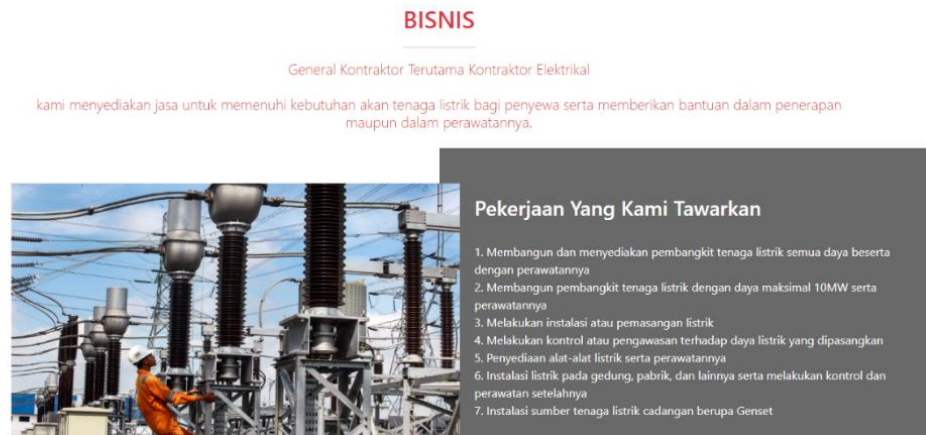 BISNIS
General Kontraktor Terutama Kontraktor Elektrikal
kami menyediakan jasa untuk memenuhi kebutuhan akan tenaga listrik bagi penyewa serta memberikan bantuan dalam penerapan
maupun dalam perawatannya.
Pekerjaan Yang Kami Tawarkan
1. Membangun dan menyediakan pembangkit tenaga listrik semua daya beserta
dengan perawatannya
2. Membangun pembangkit tenaga listrik dengan daya maksimal 10MW serta
perawatannya
3. Melakukan instalasi atau pemasangan listrik
4. Melakukan kontrol atau pengawasan terhadap daya listrik yang dipasangkan
5. Penyediaan alat-alat listrik serta perawatannya
6. Instalasi listrik pada gedung, pabrik, dan lainnya serta melakukan kontrol dan
perawatan setelahnya
7. Instalasi sumber tenaga listrik cadangan berupa Genset